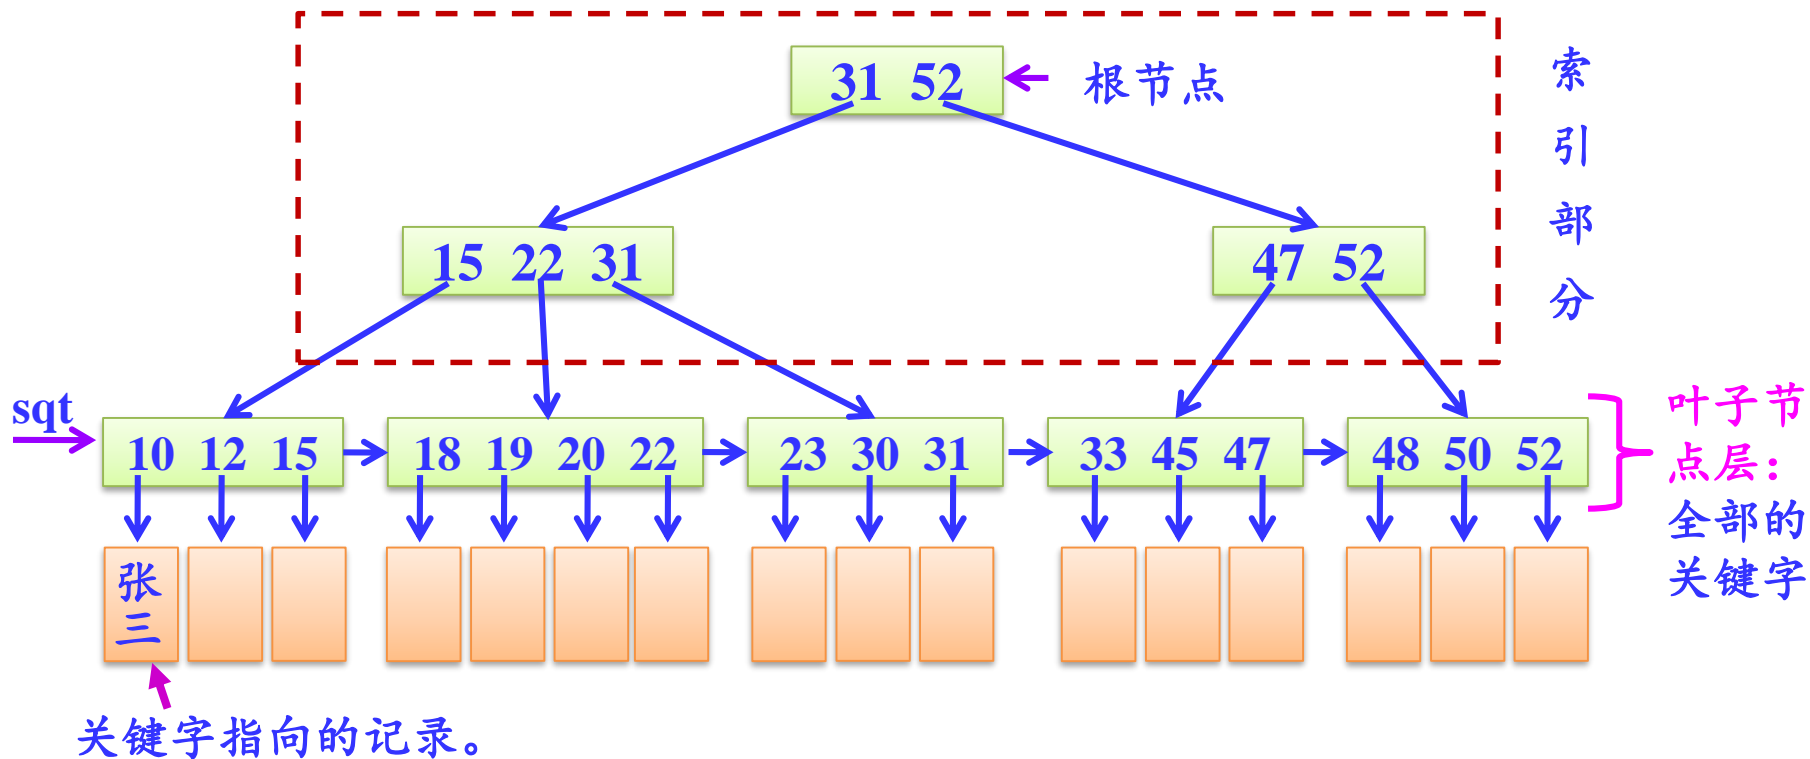 31 52
根节点
索
引
部
分
15 22 31
47 52
sqt
10 12 15
18 19 20 22
23 30 31
33 45 47
48 50 52
叶子节
点层：
全部的
关键字
张
三
关键字指向的记录。